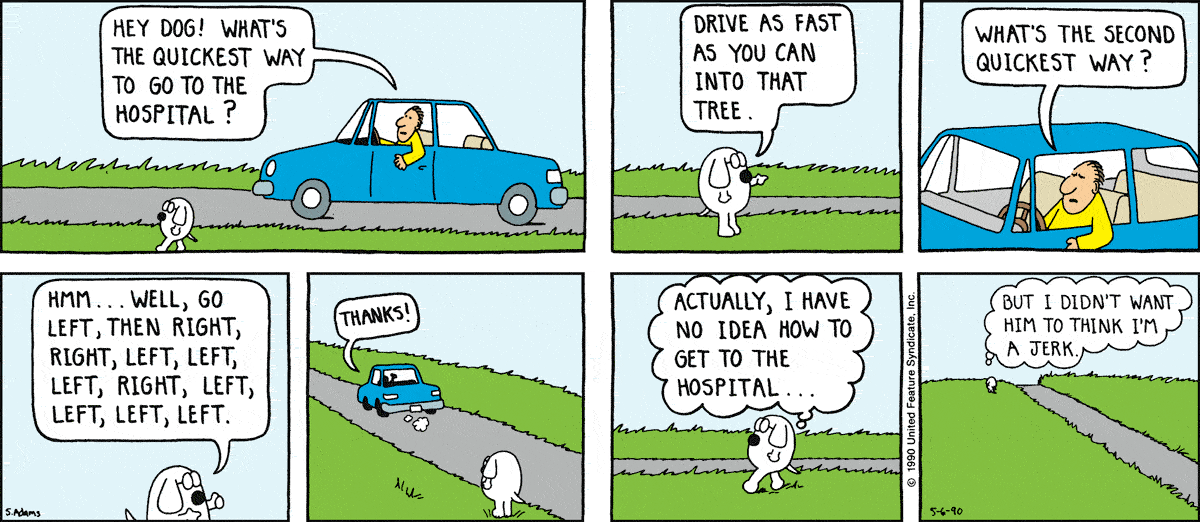 HEY DOG! WHAT'S
THE QUICKEST WAY
TO GO TO THE
HOSPITAL?
DRIVE AS FAST
AS YOU CAN
INTO THAT
TREE.
WHAT'S THE SECOND
QUICKEST WAY?
HMM...WELL, GO
LEFT, THEN RIGHT,
RIGHT, LEFT, LEFT,
LEFT, RIGHT, LEFT,
LEFT, LEFT, LEFT.
S.Adams
THANKS!
ACTUALLY, I HAVE
NO IDEA HOW TO
GET TO THE
HOSPITAL...
© 1990 United Feature Syndicate, Inc.
BUT I DIDN'T WANT
HIM TO THINK I'M
A JERK.
5-6-90